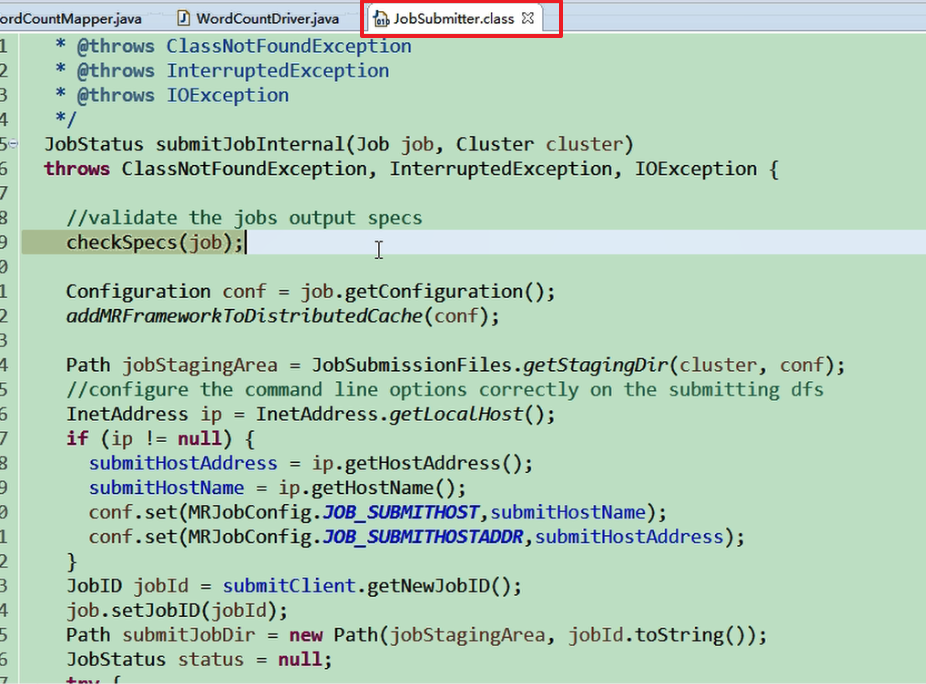 ordCountMapper.java WordCountDriver.java JobSubmitter.class
1 * @throws ClassNotFoundException
2 * @throws InterruptedException
3 * @throws IOException
4 */
5 JobStatus submitJobInternal(Job job, Cluster cluster)
6 throws ClassNotFoundException, InterruptedException, IOException {
7
8 //validate the jobs output specs
9 checkSpecs(job);
0
1 Configuration conf = job.getConfiguration();
2 addMRFrameworkToDistributedCache(conf);
3
4 Path jobStagingArea = JobSubmissionFiles.getStagingDir(cluster, conf);
5 //configure the command line options correctly on the submitting dfs
6 InetAddress ip = InetAddress.getLocalHost();
7 if (ip != null) {
8 submitHostAddress = ip.getHostAddress();
9 submitHostName = ip.getHostName();
0 conf.set(MRJobConfig.JOB_SUBMITHOST,submitHostName);
1 conf.set(MRJobConfig.JOB_SUBMITHOSTADDR,submitHostAddress);
2 }
3 JobID jobId = submitClient.getNewJobID();
4 job.setJobID(jobId);
5 Path submitJobDir = new Path(jobStagingArea, jobId.toString());
6 JobStatus status = null;
7 try {